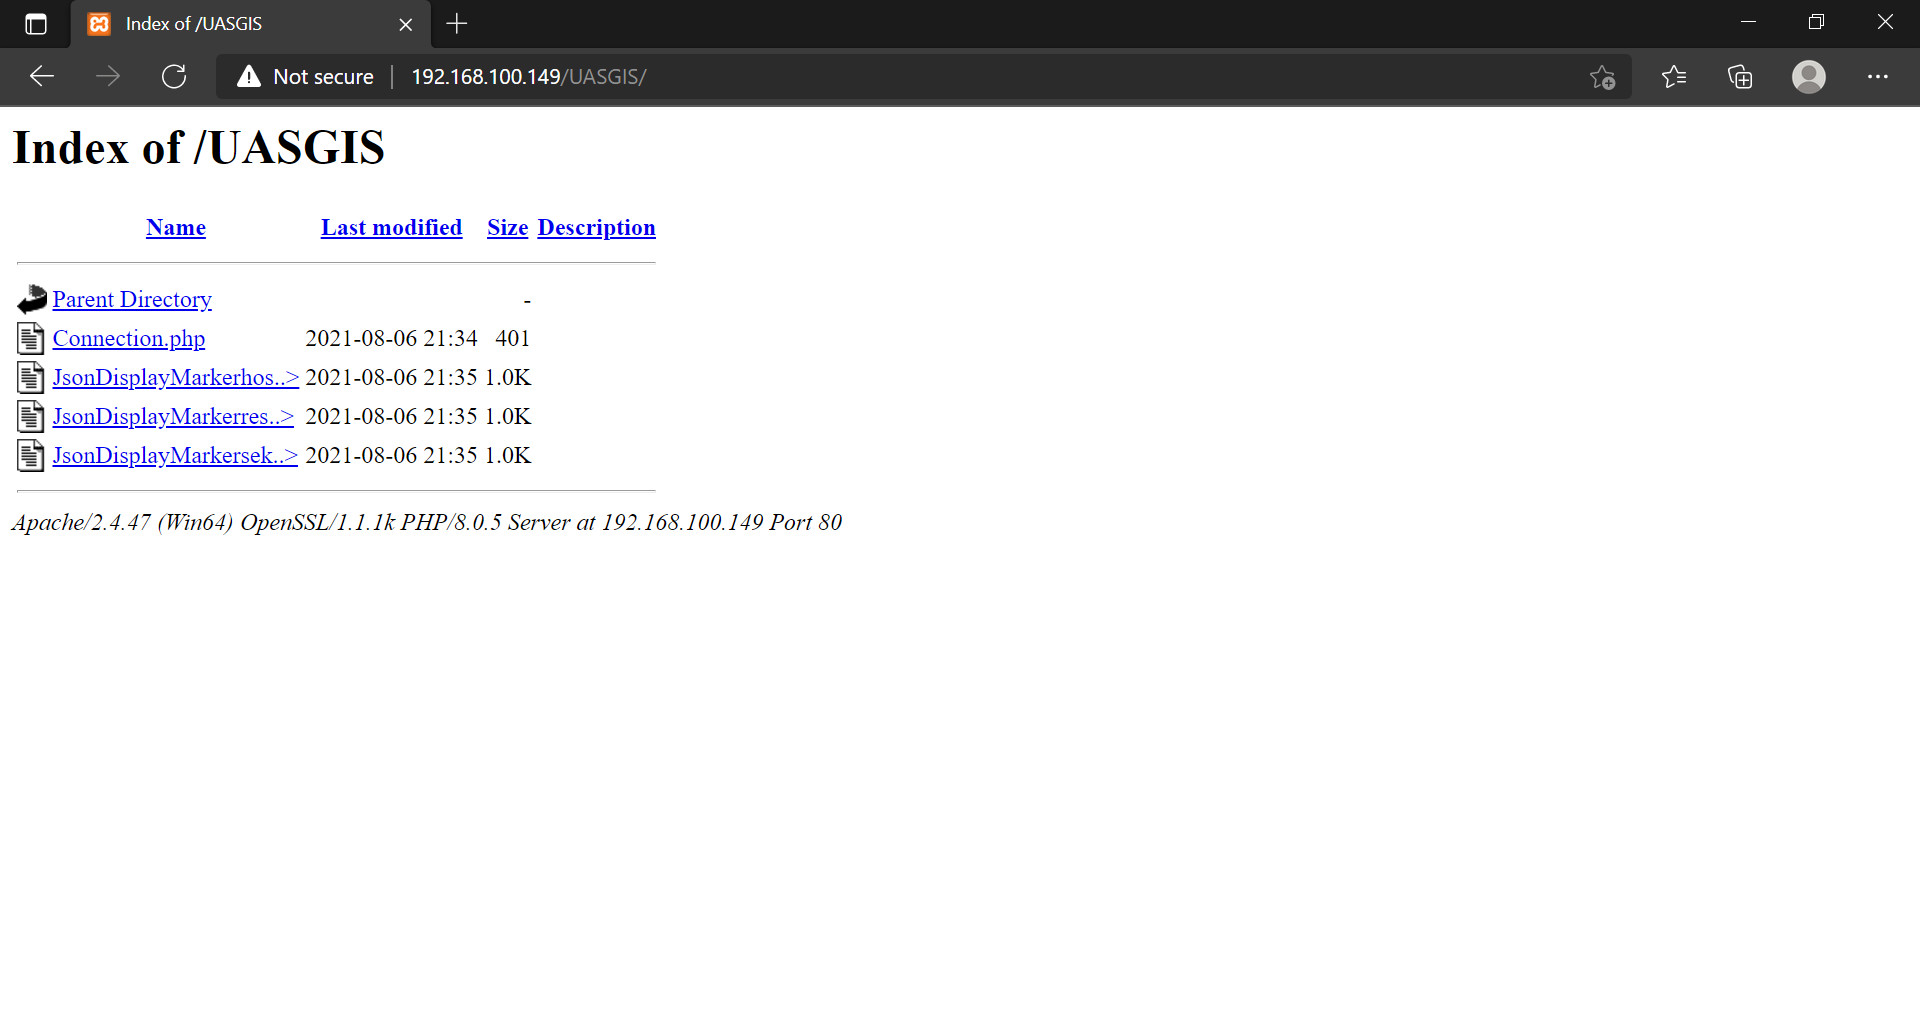 Index of /UASGIS
Not secure 192.168.100.149/UASGIS/
Index of /UASGIS
Name Last modified Size Description
Parent Directory -
Connection.php 2021-08-06 21:34 401
JsonDisplayMarkerhos..> 2021-08-06 21:35 1.0K
JsonDisplayMarkerres..> 2021-08-06 21:35 1.0K
JsonDisplayMarkersek..> 2021-08-06 21:35 1.0K
Apache/2.4.47 (Win64) OpenSSL/1.1.1k PHP/8.0.5 Server at 192.168.100.149 Port 80